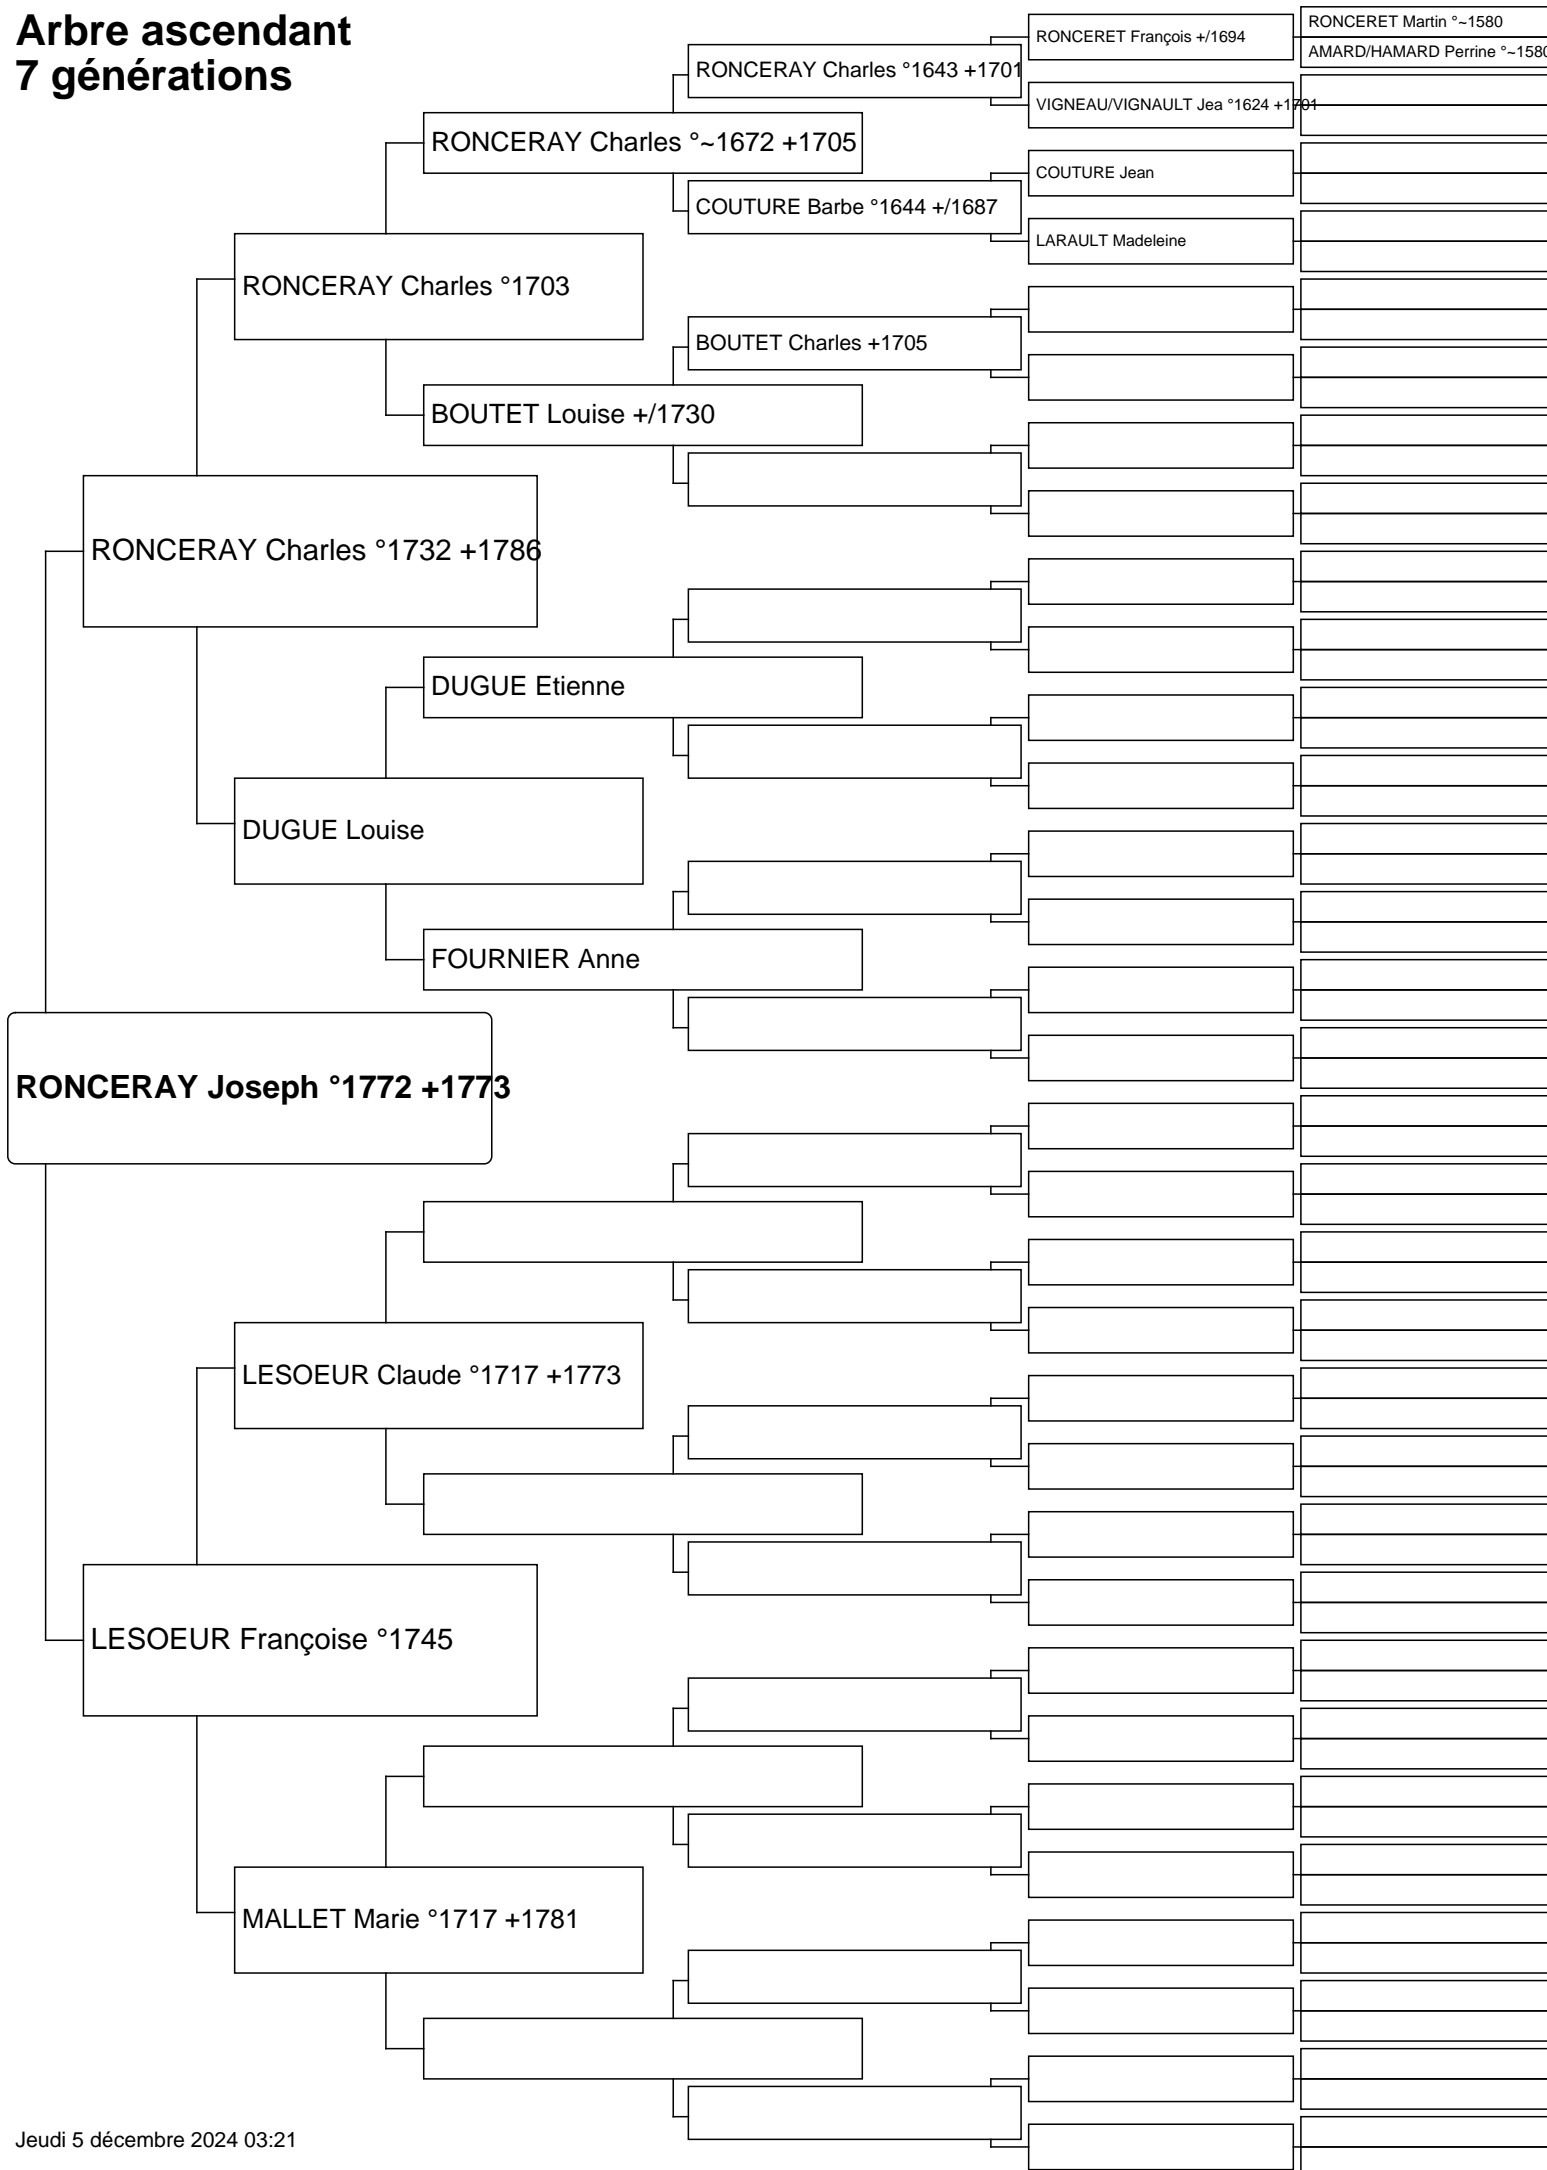 Arbre ascendant
7 générations
RONCERET Martin °~1580
RONCERET François +/1694
AMARD/HAMARD Perrine °~1580
RONCERAY Charles °1643 +1701
VIGNEAU/VIGNAULT Jea °1624 +1701
RONCERAY Charles °~1672 +1705
COUTURE Jean
COUTURE Barbe °1644 +/1687
LARAULT Madeleine
RONCERAY Charles °1703
BOUTET Charles +1705
BOUTET Louise +/1730
RONCERAY Charles °1732 +1786
DUGUE Etienne
DUGUE Louise
FOURNIER Anne
RONCERAY Joseph °1772 +1773
LESOEUR Claude °1717 +1773
LESOEUR Françoise °1745
MALLET Marie °1717 +1781
Jeudi 5 décembre 2024 03:21